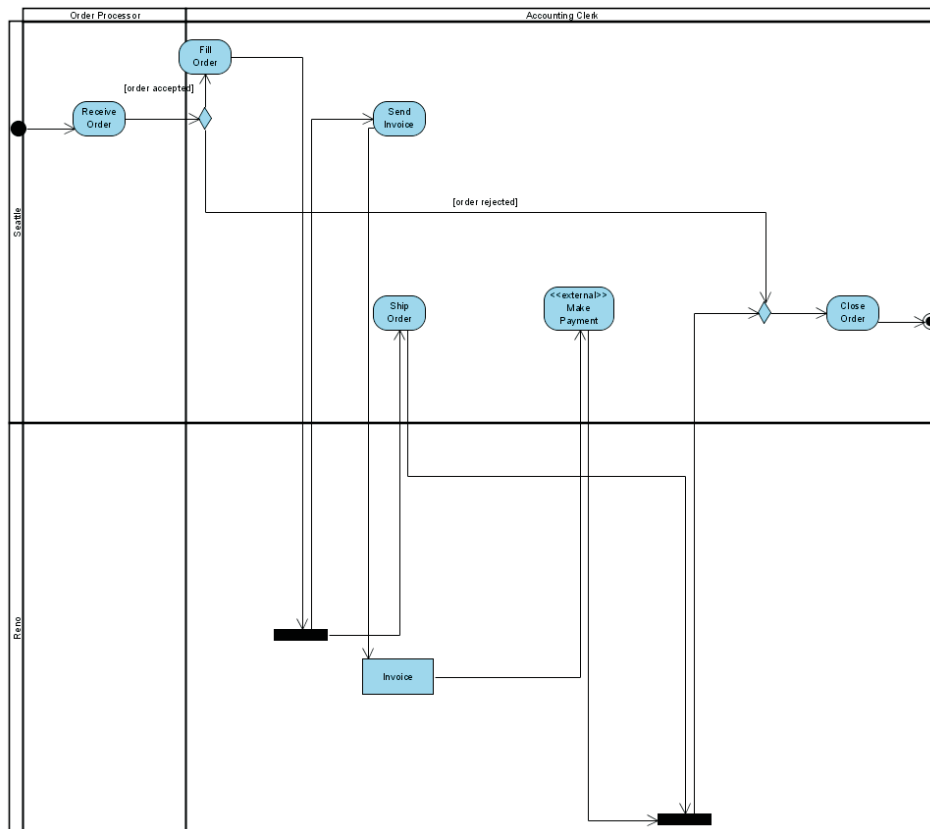 Order Processor
Accounting Clerk
Fill
Order
[order accepted]
Receive
Order
Send
Invoice
Seattle
[order rejected]
<<external>>
Make
Payment
Ship
Order
Close
Order
Reno
Invoice